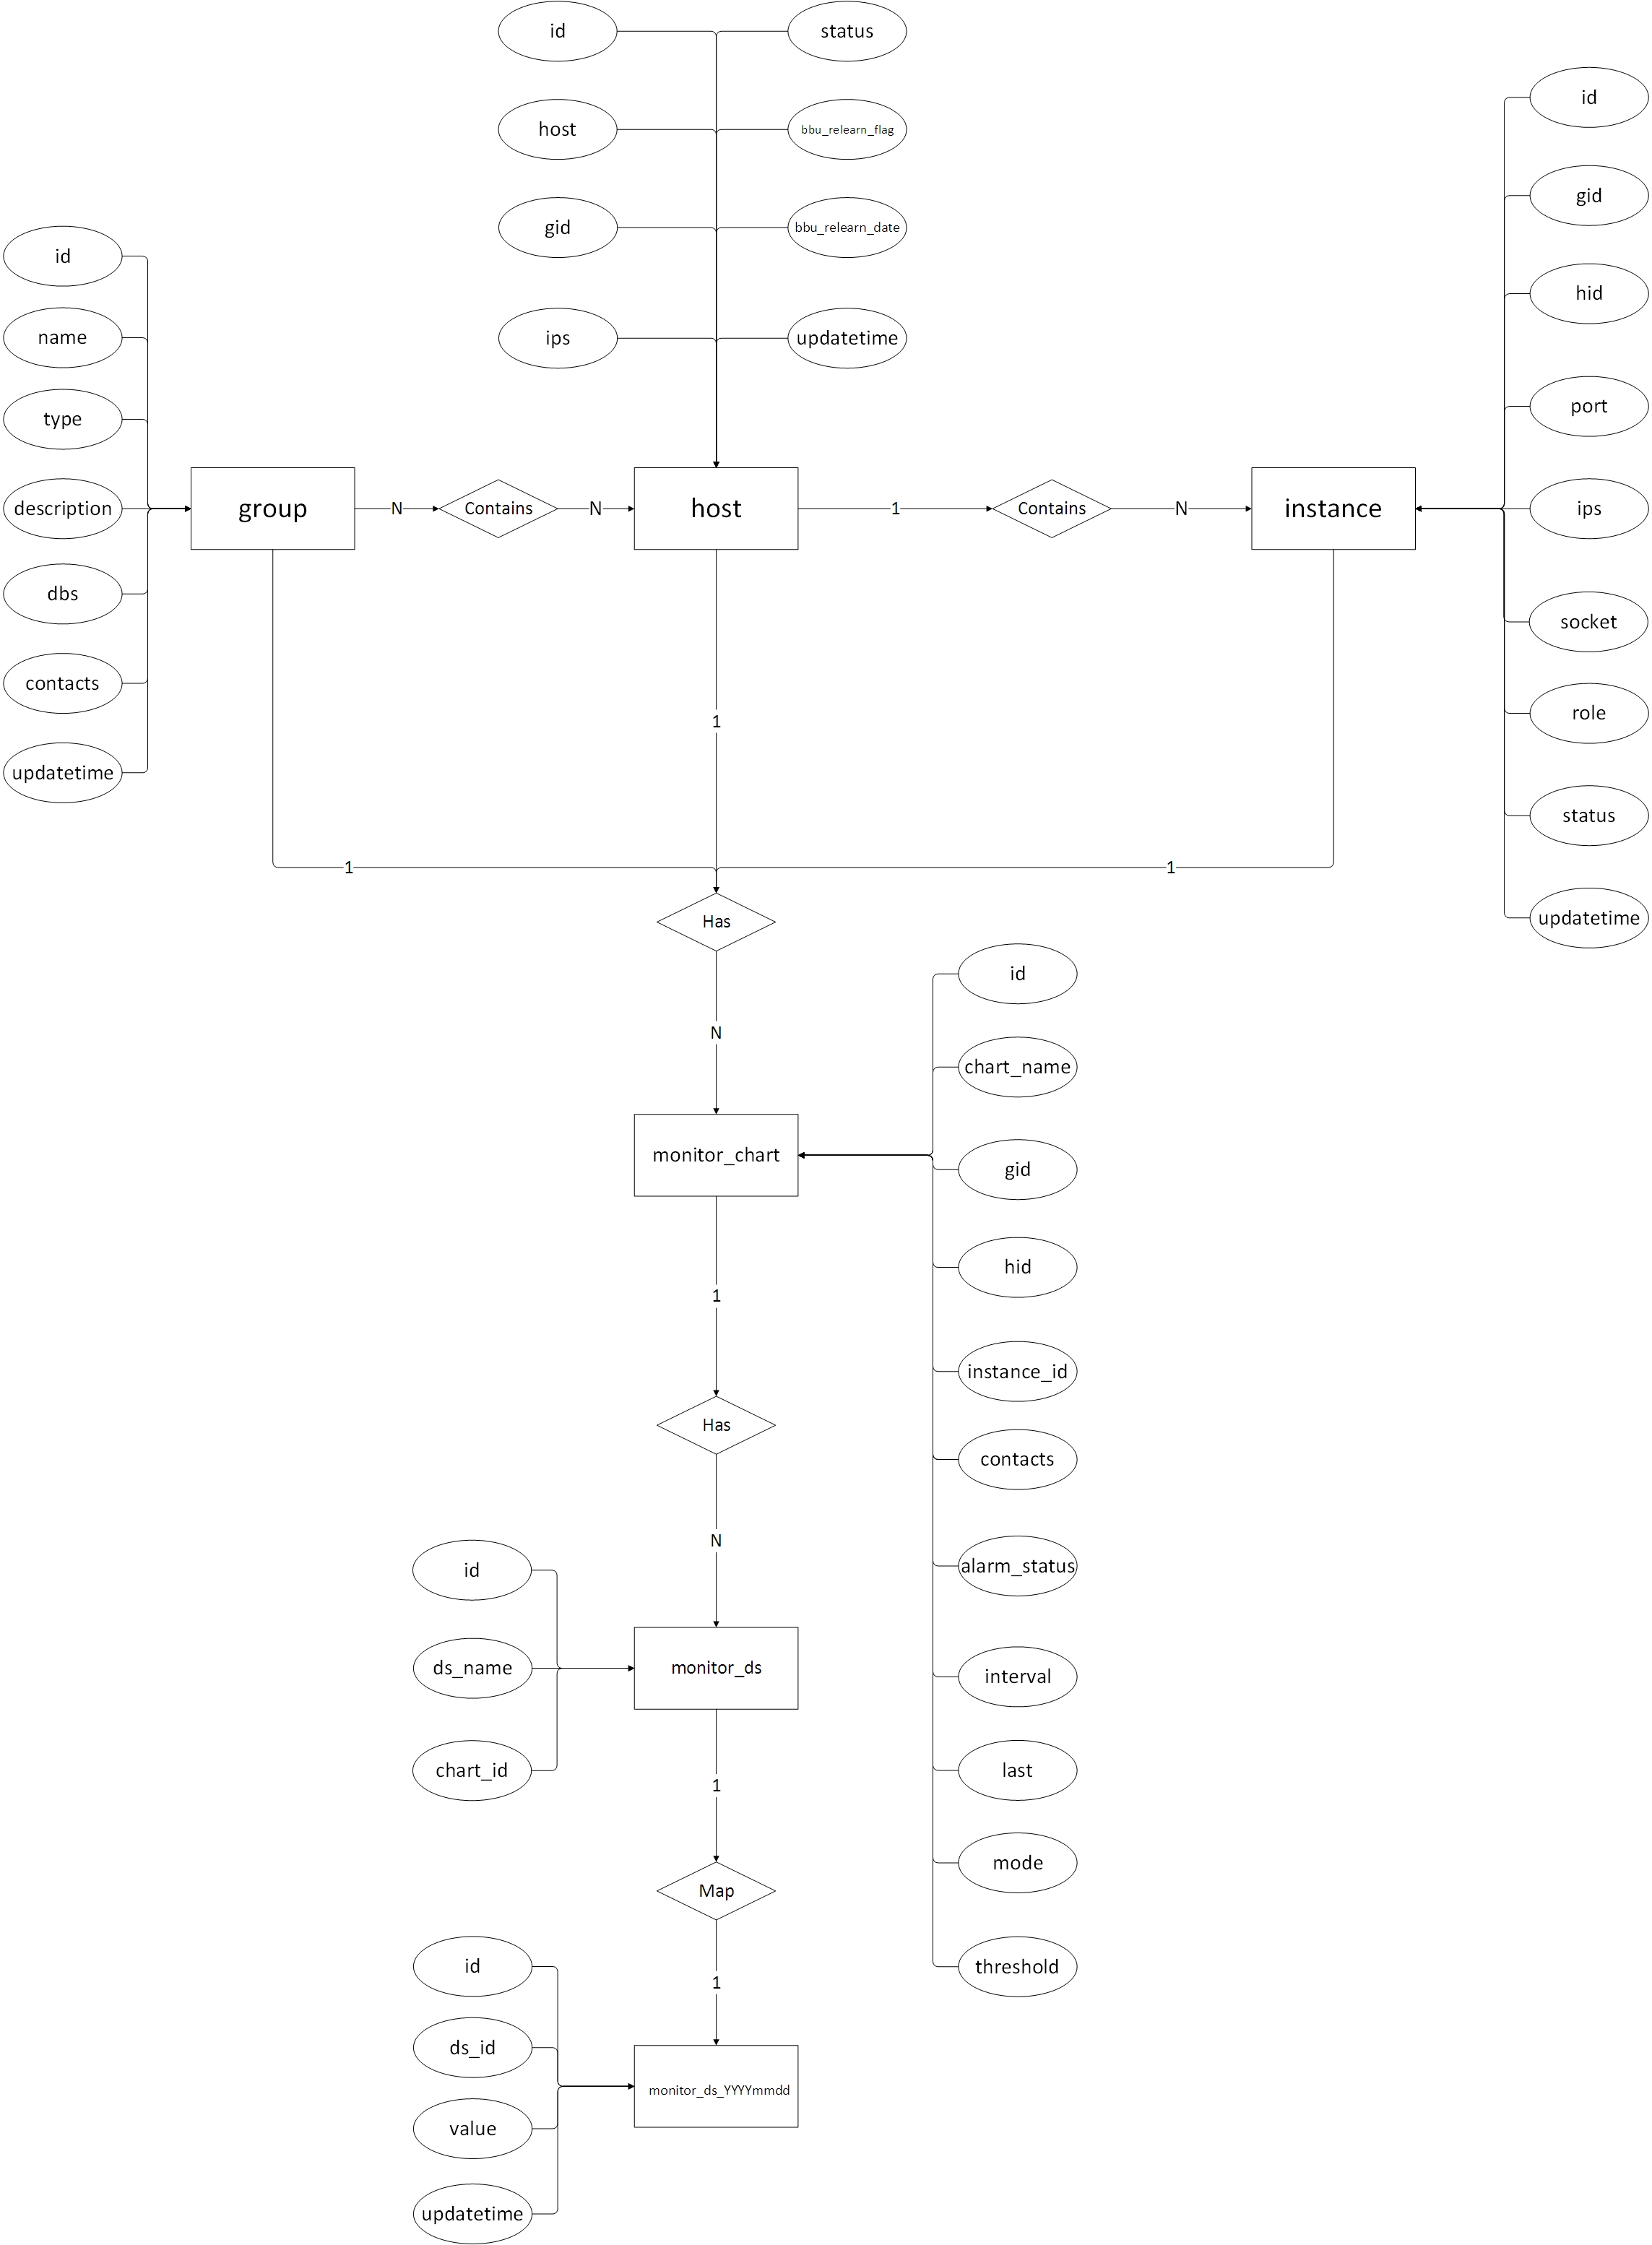 id
status
host
bbu_relearn_flag
gid
bbu_relearn_date
ips
updatetime
id
name
type
description
dbs
contacts
updatetime
id
gid
hid
port
ips
socket
role
status
updatetime
group
N
Contains
N
host
1
Contains
N
instance
1
1
1
Has
N
monitor_chart
id
chart_name
gid
hid
instance_id
contacts
alarm_status
interval
last
mode
threshold
1
Has
N
id
ds_name
chart_id
monitor_ds
1
Map
1
id
ds_id
value
updatetime
monitor_ds_YYYYmmdd